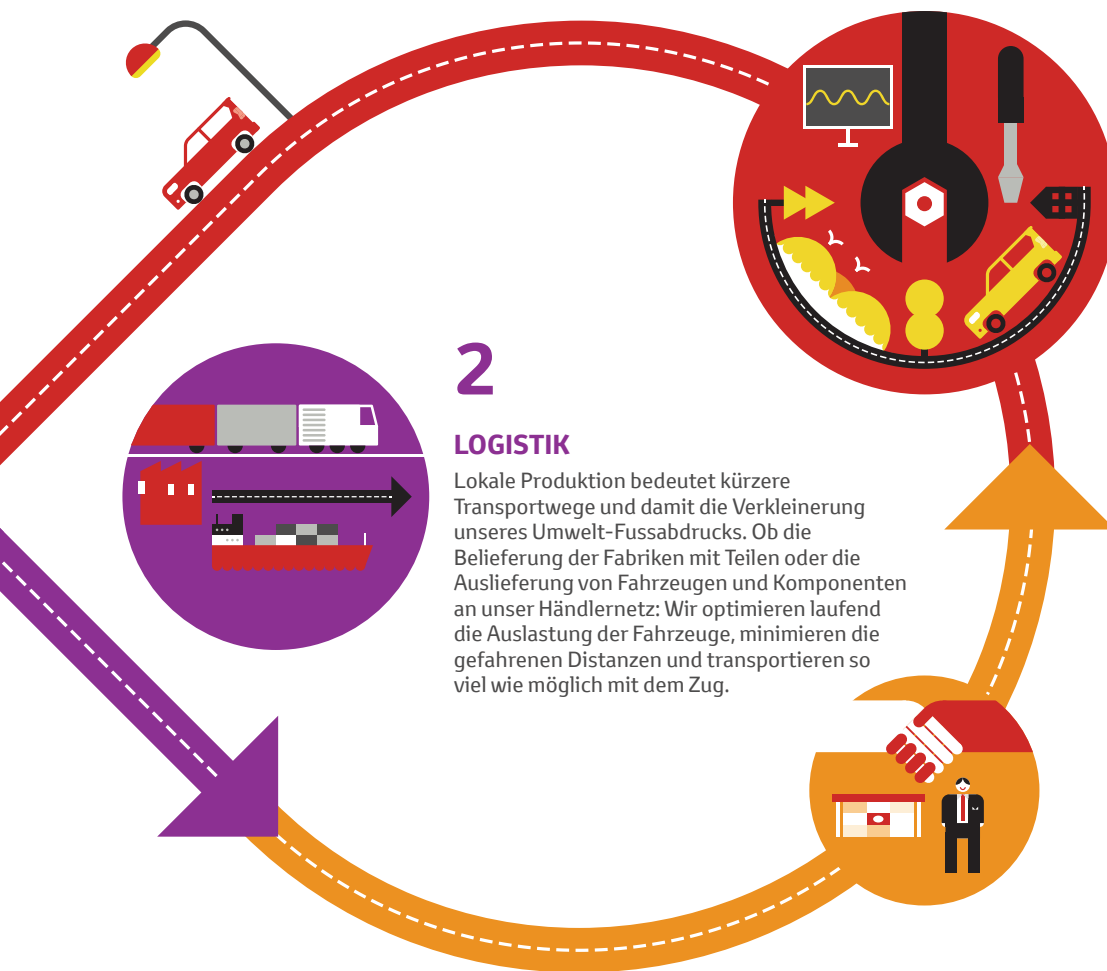 2
LOGISTIK
Lokale Produktion bedeutet kürzere
Transportwege und damit die Verkleinerung
unseres Umwelt-Fussabdrucks. Ob die
Belieferung der Fabriken mit Teilen oder die
Auslieferung von Fahrzeugen und Komponenten
an unser Händlernetz: Wir optimieren laufend
die Auslastung der Fahrzeuge, minimieren die
gefahrenen Distanzen und transportieren so
viel wie möglich mit dem Zug.